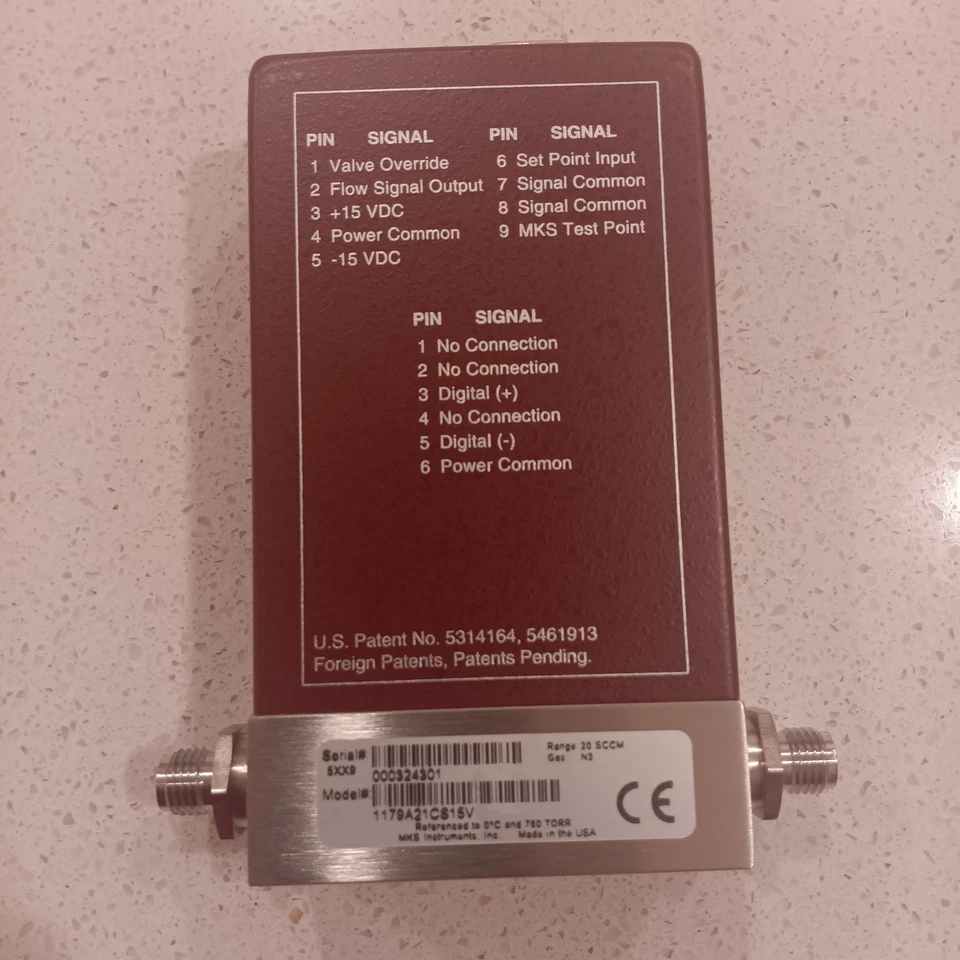 PIN SIGNAL
1 Valve Override
2 Flow Signal Output
3 +15 VDC
4 Power Common
5 -15 VDC
PIN SIGNAL
6 Set Point Input
7 Signal Common
8 Signal Common
9 MKS Test Point
PIN SIGNAL
1 No Connection
2 No Connection
3 Digital (+)
4 No Connection
5 Digital (-)
6 Power Common
U.S. Patent No. 5314164, 5461913
Foreign Patents, Patents Pending.
Serial#
5XX9
000324301
Range 20 SCCM
Gas N2
Model#
1179A21CS15V
Referenced to 0°C and 760 TORR
MKS Instruments, Inc. Made in the USA
CE